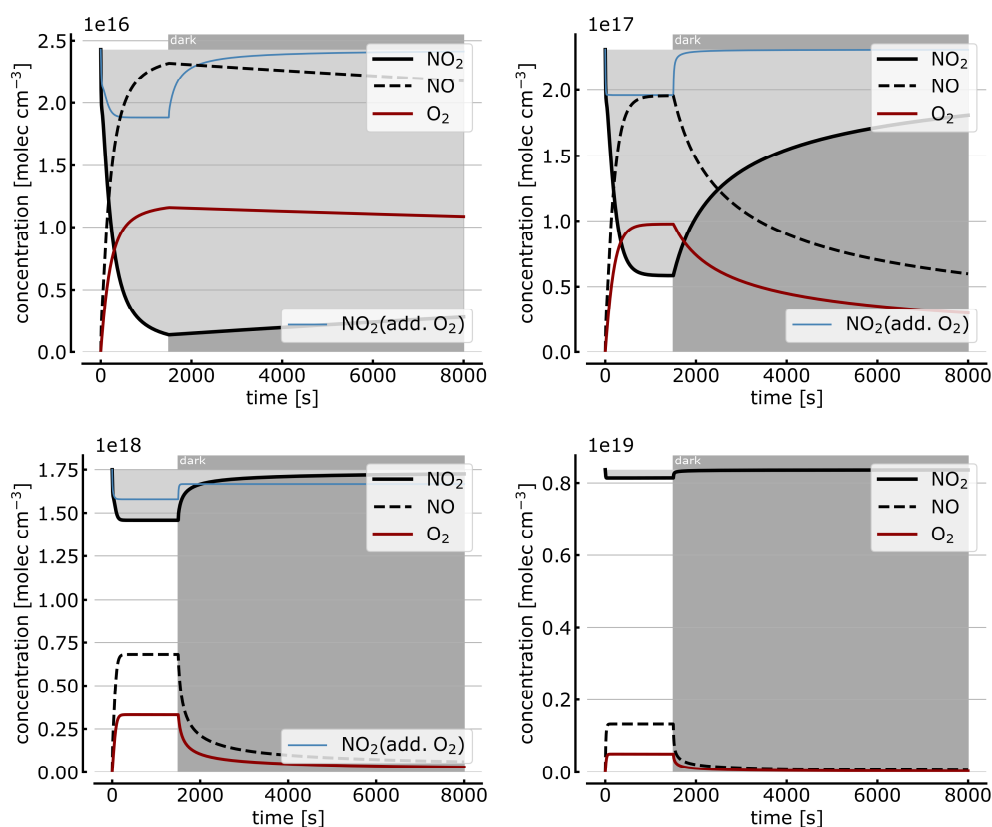 1e16
dark
2.5
2.0
1.5
1.0
0.5
0.0
concentration [molec cm⁻³]
NO₂
NO
O₂
NO₂(add. O₂)
0 2000 4000 6000 8000
time [s]
1e17
dark
2.0
1.5
1.0
0.5
0.0
concentration [molec cm⁻³]
NO₂
NO
O₂
NO₂(add. O₂)
0 2000 4000 6000 8000
time [s]
1e18
dark
1.75
1.50
1.25
1.00
0.75
0.50
0.25
0.00
concentration [molec cm⁻³]
NO₂
NO
O₂
NO₂(add. O₂)
0 2000 4000 6000 8000
time [s]
1e19
dark
0.8
0.6
0.4
0.2
0.0
concentration [molec cm⁻³]
NO₂
NO
O₂
0 2000 4000 6000 8000
time [s]